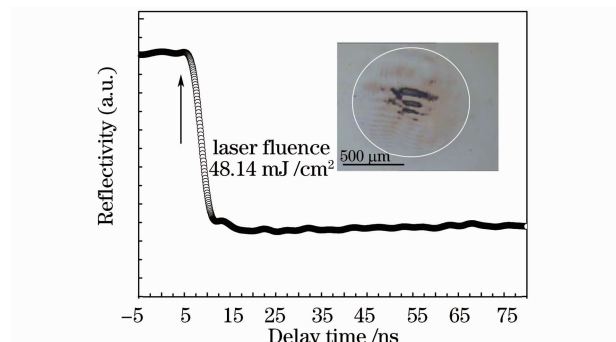 Reflectivity (a.u.)
laser fluence
48.14 mJ /cm²
500 μm
−5 5 15 25 35 45 55 65 75
Delay time /ns